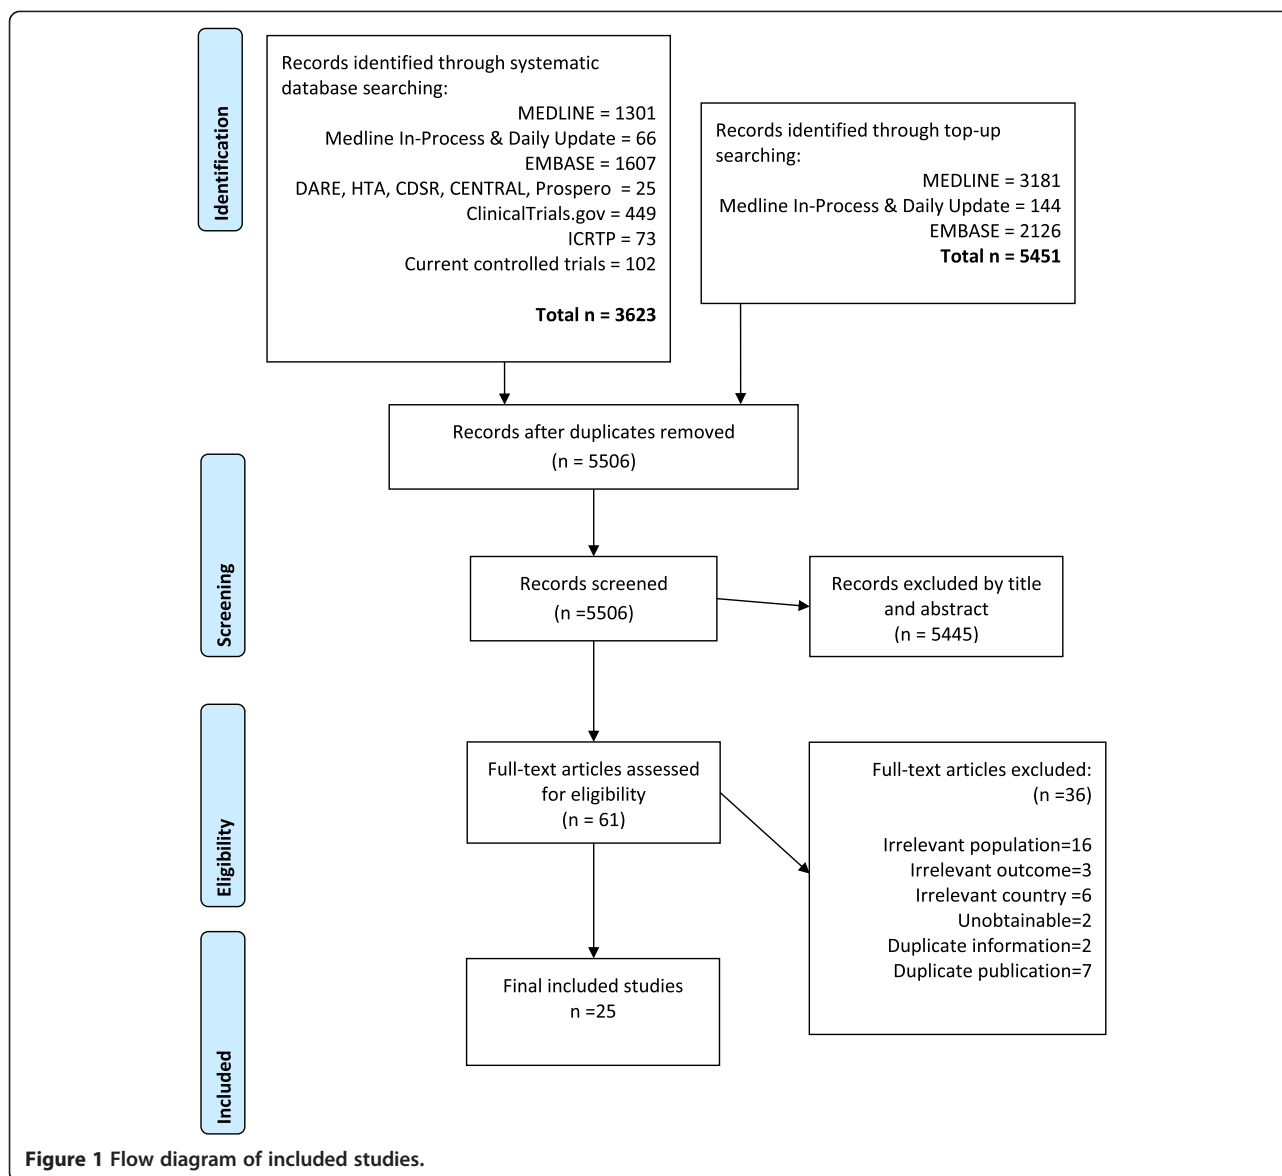 Identification
Records identified through systematic
database searching:
MEDLINE = 1301
Medline In-Process & Daily Update = 66
EMBASE = 1607
DARE, HTA, CDSR, CENTRAL, Prospero = 25
ClinicalTrials.gov = 449
ICRTP = 73
Current controlled trials = 102
Total n = 3623
Records identified through top-up
searching:
MEDLINE = 3181
Medline In-Process & Daily Update = 144
EMBASE = 2126
Total n = 5451
Records after duplicates removed
(n = 5506)
Screening
Records screened
(n =5506)
Records excluded by title
and abstract
(n = 5445)
Eligibility
Full-text articles assessed
for eligibility
(n = 61)
Full-text articles excluded:
(n =36)
Irrelevant population=16
Irrelevant outcome=3
Irrelevant country =6
Unobtainable=2
Duplicate information=2
Duplicate publication=7
Included
Final included studies
n =25
Figure 1 Flow diagram of included studies.